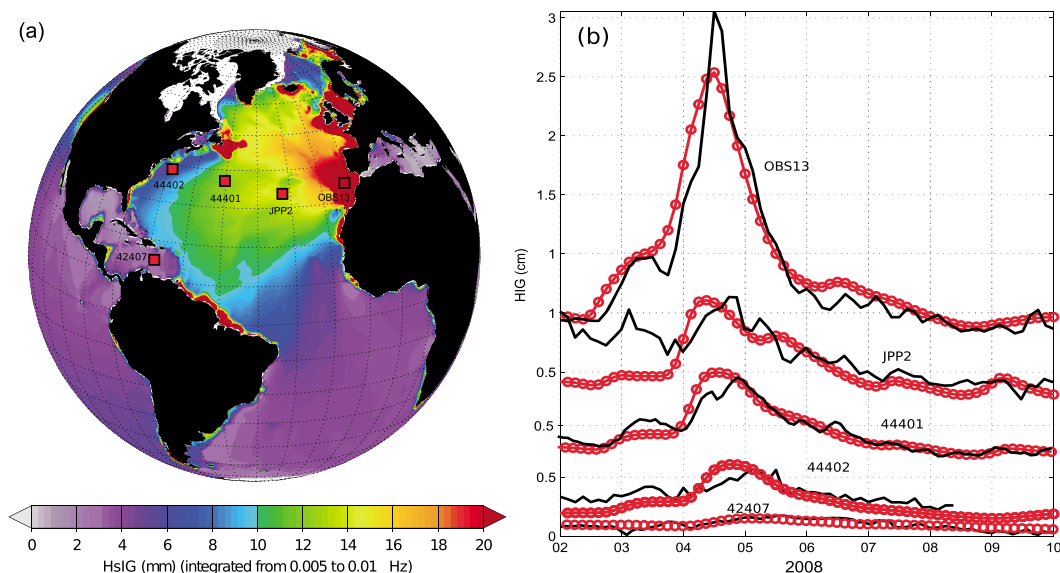 (a)
44402
44401
JPP2
OBS13
42407
0 2 4 6 8 10 12 14 16 18 20
HsIG (mm) (integrated from 0.005 to 0.01 Hz)
(b)
3
2.5
2
1.5
1
1
0.5
0.5
0.5
0
HIG (cm)
OBS13
JPP2
44401
44402
42407
02 03 04 05 06 07 08 09 10
2008